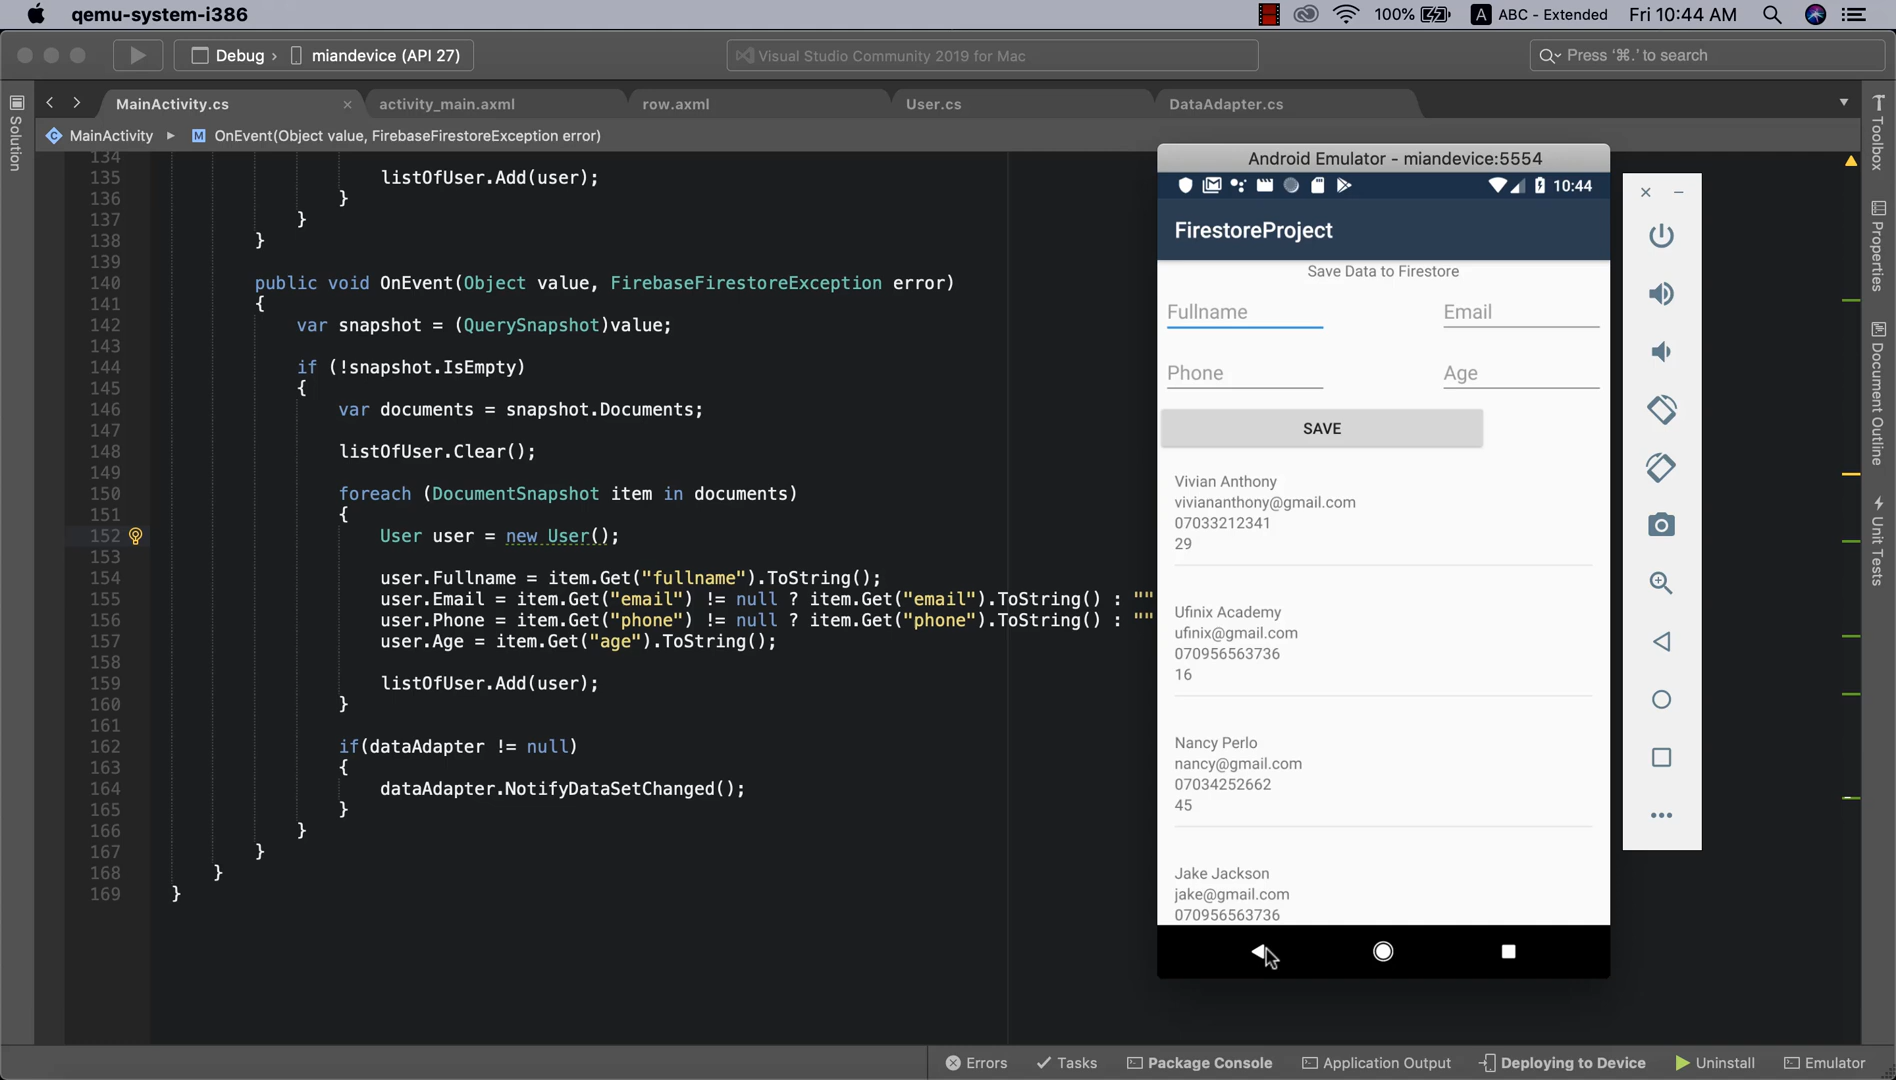 qemu-system-i386
100%
A ABC - Extended
Fri 10:44 AM
Debug
miandevice (API 27)
Visual Studio Community 2019 for Mac
Press ‘⌘.’ to search
MainActivity.cs
activity_main.axml
row.axml
User.cs
DataAdapter.cs
MainActivity
M OnEvent(Object value, FirebaseFirestoreException error)
Solution
Toolbox
Properties
Document Outline
Unit Tests
134
135 listOfUser.Add(user);
136 }
137 }
138 }
139
140 public void OnEvent(Object value, FirebaseFirestoreException error)
141 {
142 var snapshot = (QuerySnapshot)value;
143
144 if (!snapshot.IsEmpty)
145 {
146 var documents = snapshot.Documents;
147
148 listOfUser.Clear();
149
150 foreach (DocumentSnapshot item in documents)
151 {
152 User user = new User();
153
154 user.Fullname = item.Get("fullname").ToString();
155 user.Email = item.Get("email") != null ? item.Get("email").ToString() : ""
156 user.Phone = item.Get("phone") != null ? item.Get("phone").ToString() : ""
157 user.Age = item.Get("age").ToString();
158
159 listOfUser.Add(user);
160 }
161
162 if(dataAdapter != null)
163 {
164 dataAdapter.NotifyDataSetChanged();
165 }
166 }
167 }
168 }
169 }
Android Emulator - miandevice:5554
10:44
FirestoreProject
Save Data to Firestore
Fullname
Email
Phone
Age
SAVE
Vivian Anthony
viviananthony@gmail.com
07033212341
29
Ufinix Academy
ufinix@gmail.com
070956563736
16
Nancy Perlo
nancy@gmail.com
07034252662
45
Jake Jackson
jake@gmail.com
070956563736
Errors
Tasks
Package Console
Application Output
Deploying to Device
Uninstall
Emulator